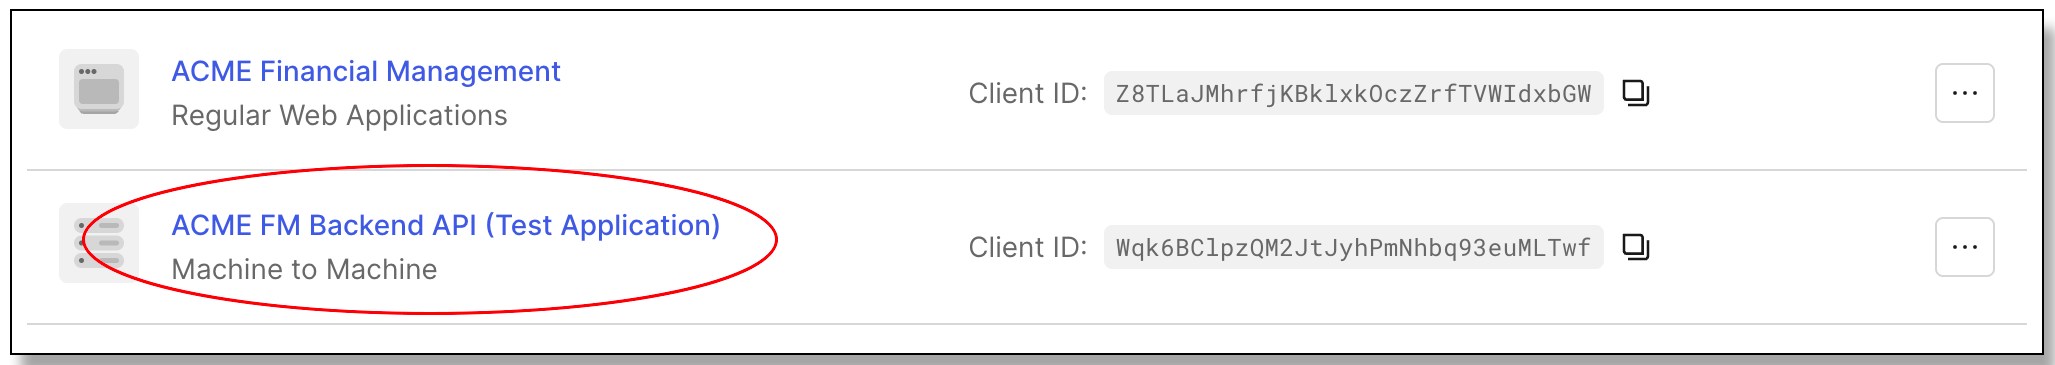 ACME Financial Management
Regular Web Applications
Client ID: Z8TLaJMhrfjKBklxkOczZrfTVWIdxbGW
ACME FM Backend API (Test Application)
Machine to Machine
Client ID: Wqk6BClpzQM2JtJyhPmNhbq93euMLTwf